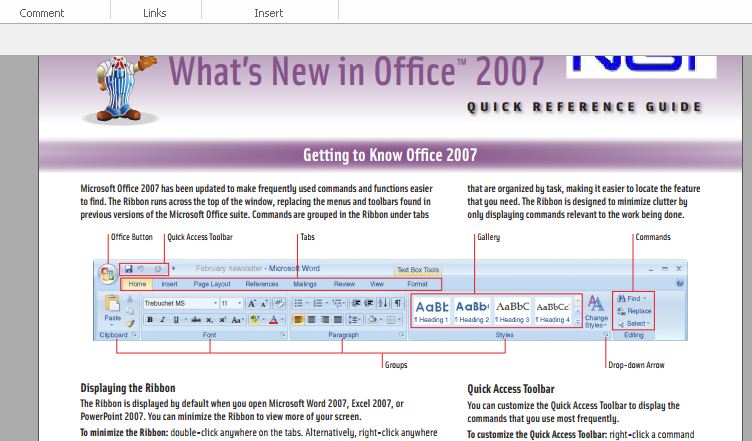 Comment Links Insert
What's New in Office™ 2007
QUICK REFERENCE GUIDE
Getting to Know Office 2007
Microsoft Office 2007 has been updated to make frequently used commands and functions easier
to find. The Ribbon runs across the top of the window, replacing the menus and toolbars found in
previous versions of the Microsoft Office suite. Commands are grouped in the Ribbon under tabs
that are organized by task, making it easier to locate the feature
that you need. The Ribbon is designed to minimize clutter by
only displaying commands relevant to the work being done.
Office Button Quick Access Toolbar Tabs Gallery Commands
February newsletter - Microsoft Word Text Box Tools
Home Insert Page Layout References Mailings Review View Format
Trebuchet MS 11
Paste
B I U abc Aa
AaBb AaBb AaBbC AaBbCc
¶ Heading 1 ¶ Heading 2 ¶ Heading 3 ¶ Heading 4
Change
Styles
Find
Replace
Select
Clipboard Font Paragraph Styles Editing
Groups Drop-down Arrow
Displaying the Ribbon
The Ribbon is displayed by default when you open Microsoft Word 2007, Excel 2007, or
PowerPoint 2007. You can minimize the Ribbon to view more of your screen.
To minimize the Ribbon: double-click anywhere on the tabs. Alternatively, right-click anywhere
Quick Access Toolbar
You can customize the Quick Access Toolbar to display the
commands that you use most frequently.
To customize the Quick Access Toolbar: right-click a command